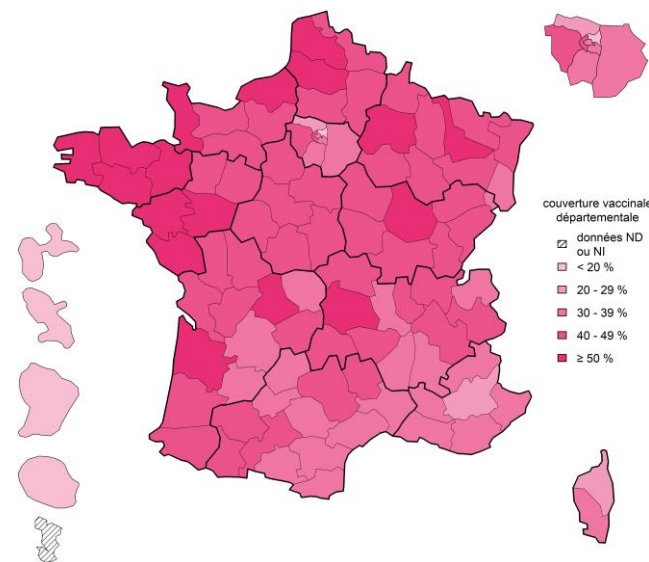 couverture vaccinale
départementale
données ND
ou NI
< 20 %
20 - 29 %
30 - 39 %
40 - 49 %
≥ 50 %